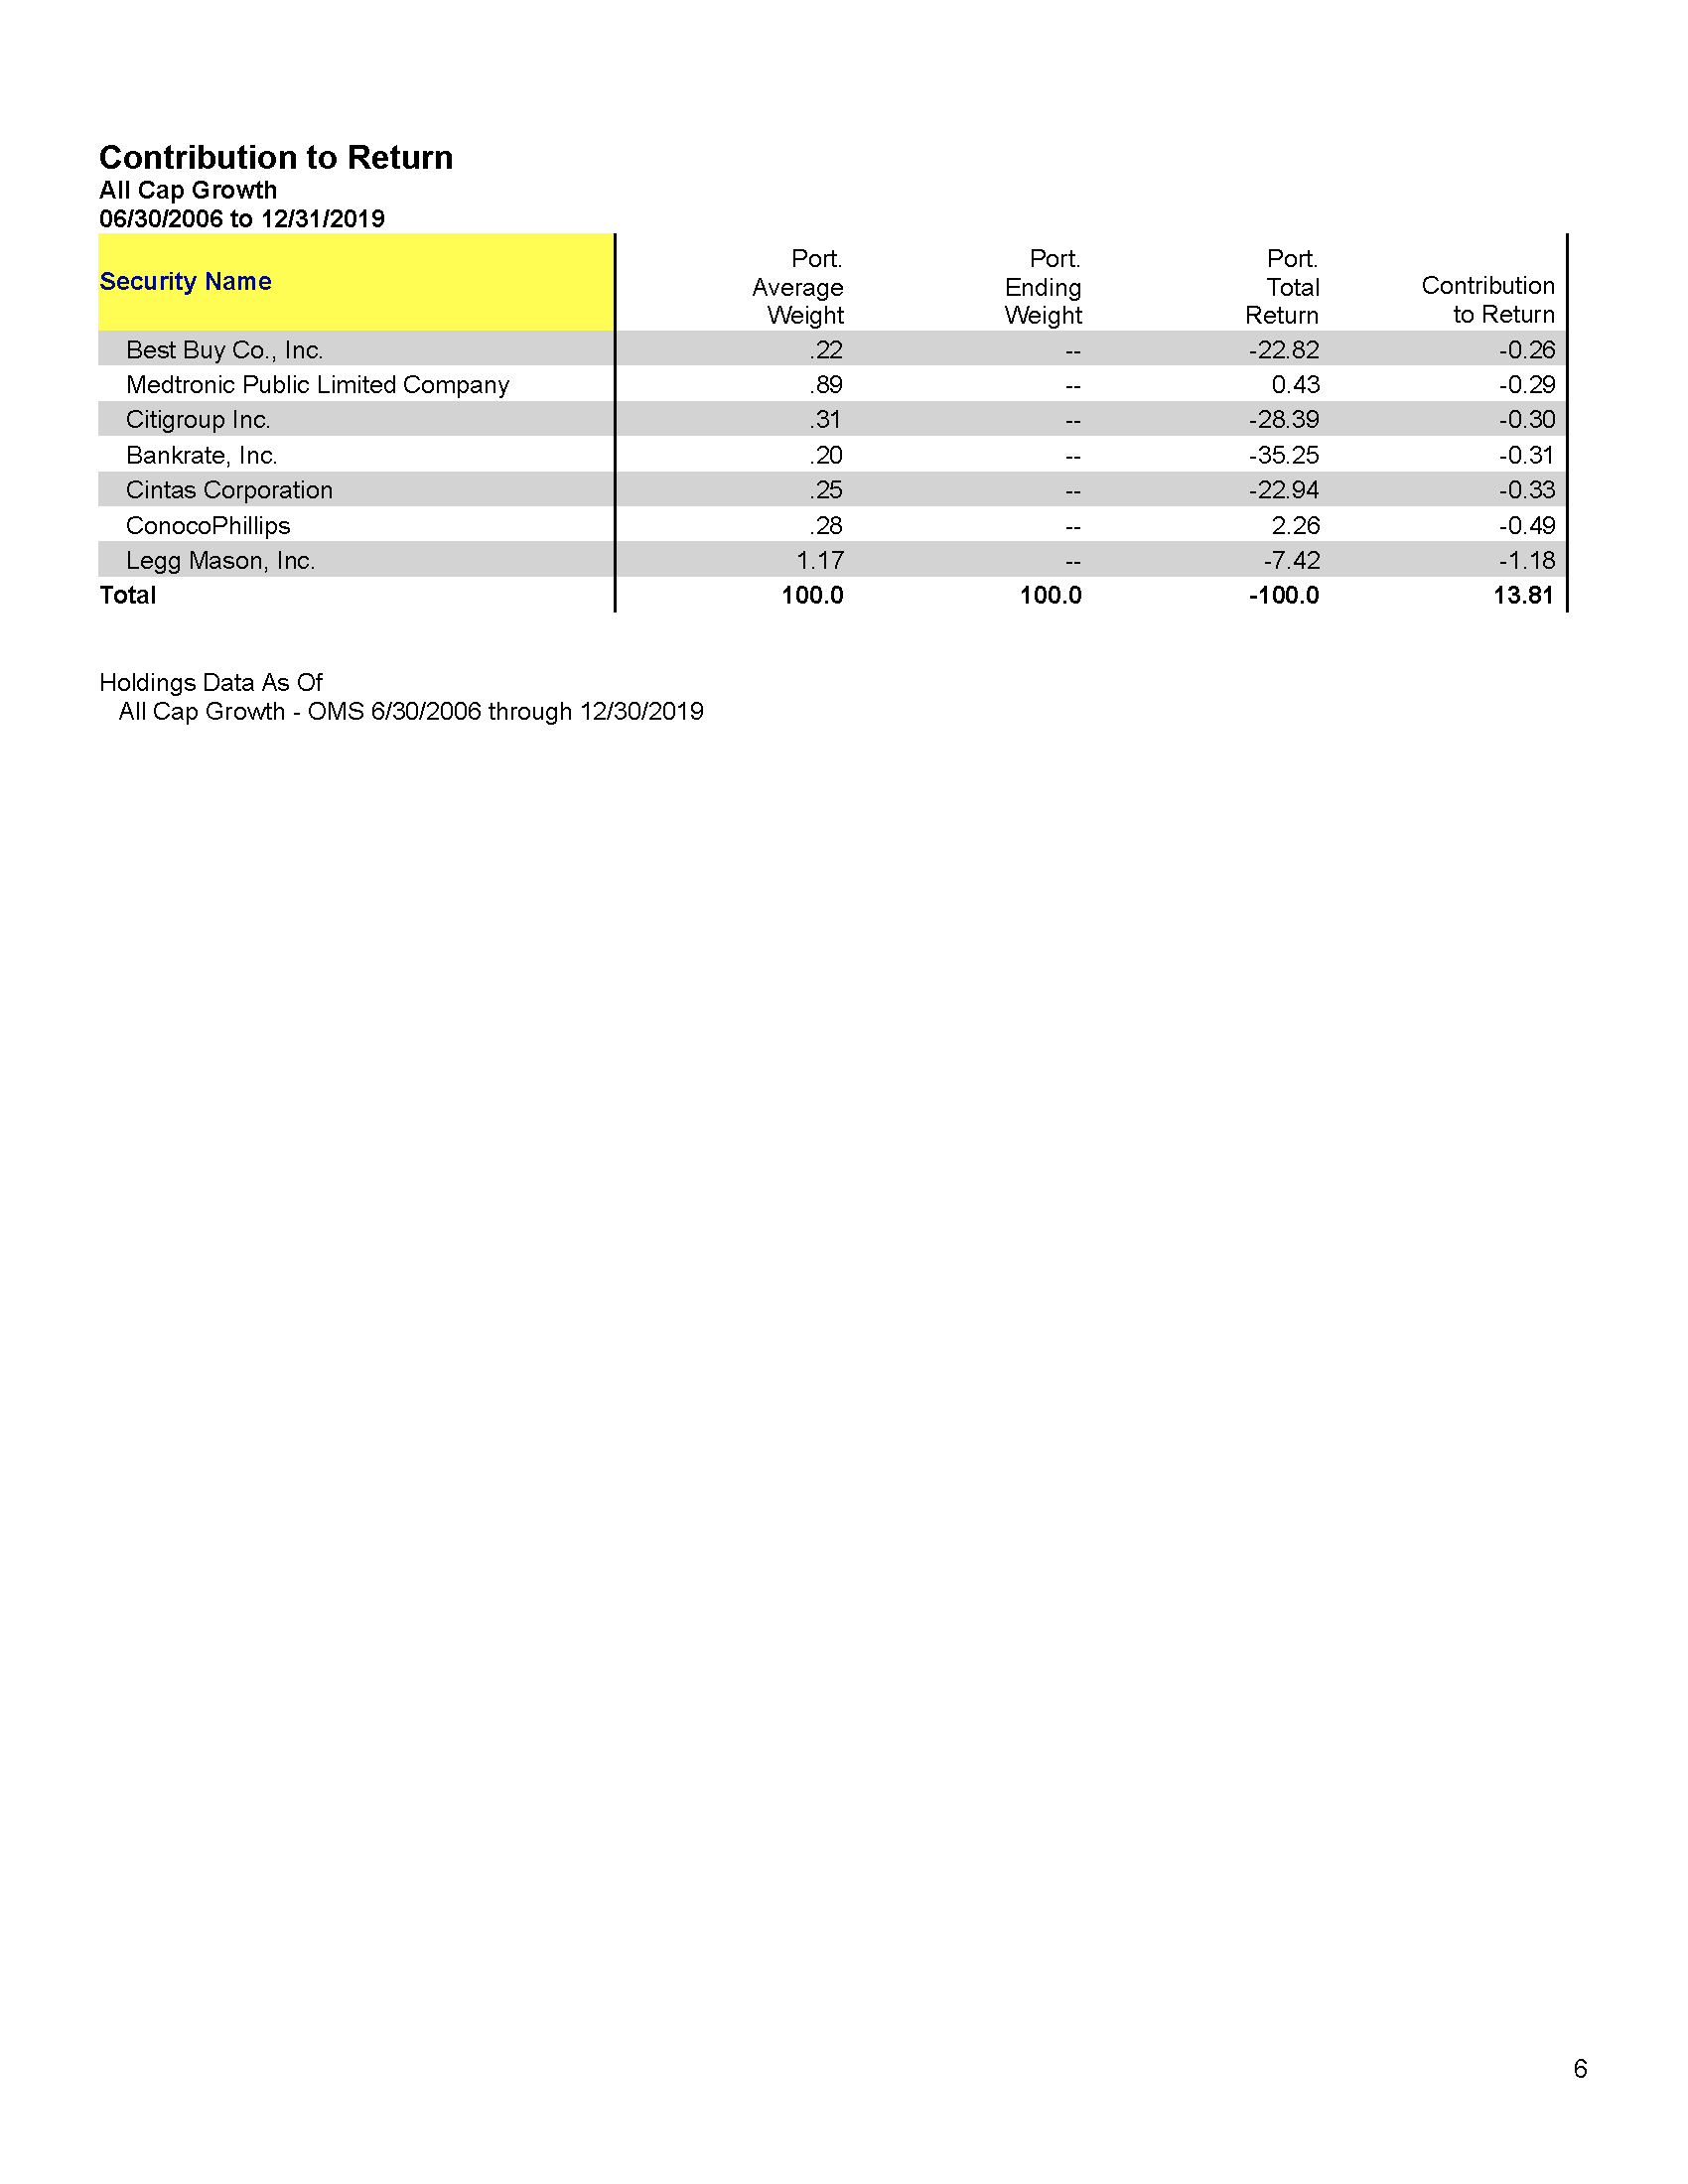 Contribution to Return
All Cap Growth
06/30/2006 to 12/31/2019
Security Name Port. Average Weight Port. Ending Weight Port. Total Return Contribution to Return
Best Buy Co., Inc. .22 -- -22.82 -0.26
Medtronic Public Limited Company .89 -- 0.43 -0.29
Citigroup Inc. .31 -- -28.39 -0.30
Bankrate, Inc. .20 -- -35.25 -0.31
Cintas Corporation .25 -- -22.94 -0.33
ConocoPhillips .28 -- 2.26 -0.49
Legg Mason, Inc. 1.17 -- -7.42 -1.18
Total 100.0 100.0 -100.0 13.81
Holdings Data As Of
All Cap Growth - OMS 6/30/2006 through 12/30/2019
6